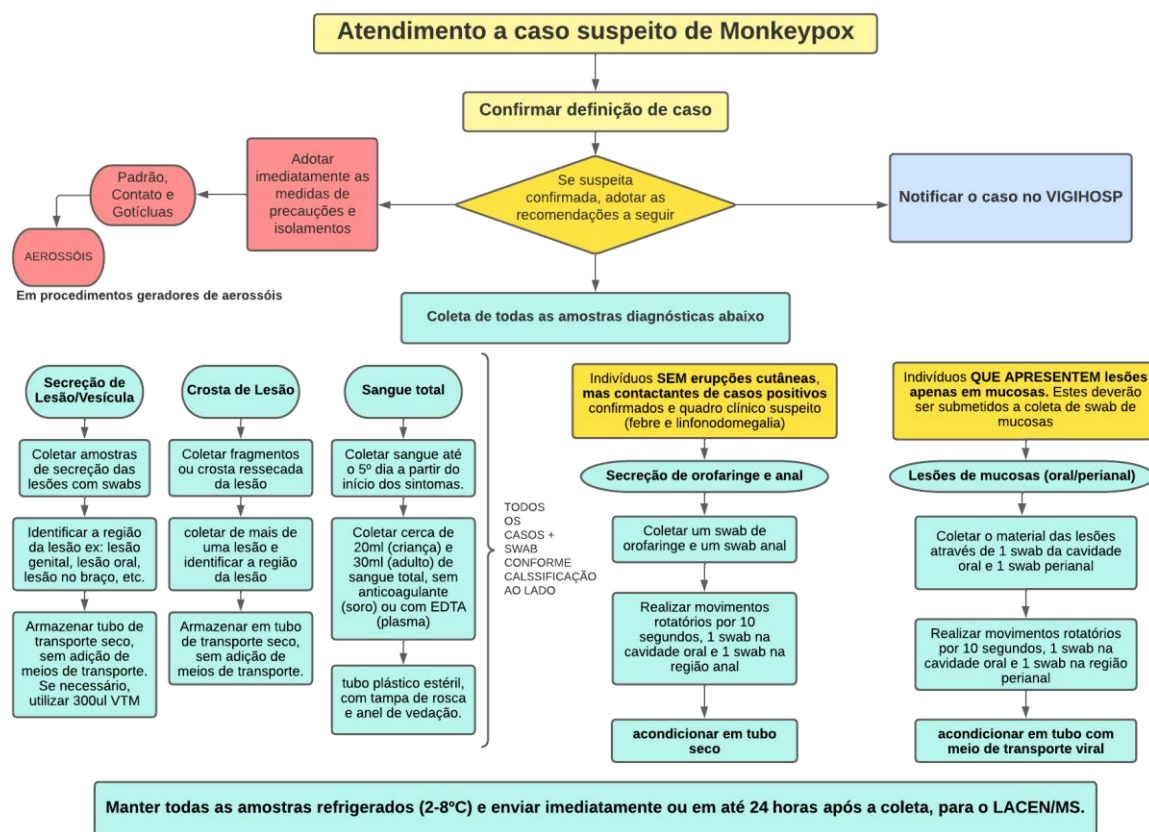 Atendimento a caso suspeito de Monkeypox
Confirmar definição de caso
Se suspeita
confirmada, adotar as
recomendações a seguir
Adotar
imediatamente as
medidas de
precauções e
isolamentos
Padrão,
Contato e
Gotícluas
AEROSSÓIS
Em procedimentos geradores de aerossóis
Notificar o caso no VIGIHOSP
Coleta de todas as amostras diagnósticas abaixo
Secreção de
Lesão/Vesícula
Coletar amostras
de secreção das
lesões com swabs
Identificar a região
da lesão ex: lesão
genital, lesão oral,
lesão no braço, etc.
Armazenar tubo de
transporte seco,
sem adição de
meios de transporte.
Se necessário,
utilizar 300ul VTM
Crosta de Lesão
Coletar fragmentos
ou crosta ressecada
da lesão
coletar de mais de
uma lesão e
identificar a região
da lesão
Armazenar em tubo
de transporte seco,
sem adição de
meios de transporte.
Sangue total
Coletar sangue até
o 5º dia a partir do
início dos sintomas.
Coletar cerca de
20ml (criança) e
30ml (adulto) de
sangue total, sem
anticoagulante
(soro) ou com EDTA
(plasma)
tubo plástico estéril,
com tampa de rosca
e anel de vedação.
TODOS
OS
CASOS +
SWAB
CONFORME
CALSSIFICAÇÃO
AO LADO
Indivíduos SEM erupções cutâneas,
mas contactantes de casos positivos
confirmados e quadro clínico suspeito
(febre e linfonodomegalia)
Secreção de orofaringe e anal
Coletar um swab de
orofaringe e um swab anal
Realizar movimentos
rotatórios por 10
segundos, 1 swab na
cavidade oral e 1 swab na
região anal
acondicionar em tubo
seco
Indivíduos QUE APRESENTEM lesões
apenas em mucosas. Estes deverão
ser submetidos a coleta de swab de
mucosas
Lesões de mucosas (oral/perianal)
Coletar o material das lesões
através de 1 swab da cavidade
oral e 1 swab perianal
Realizar movimentos rotatórios
por 10 segundos, 1 swab na
cavidade oral e 1 swab na região
perianal
acondicionar em tubo com
meio de transporte viral
Manter todas as amostras refrigerados (2-8ºC) e enviar imediatamente ou em até 24 horas após a coleta, para o LACEN/MS.